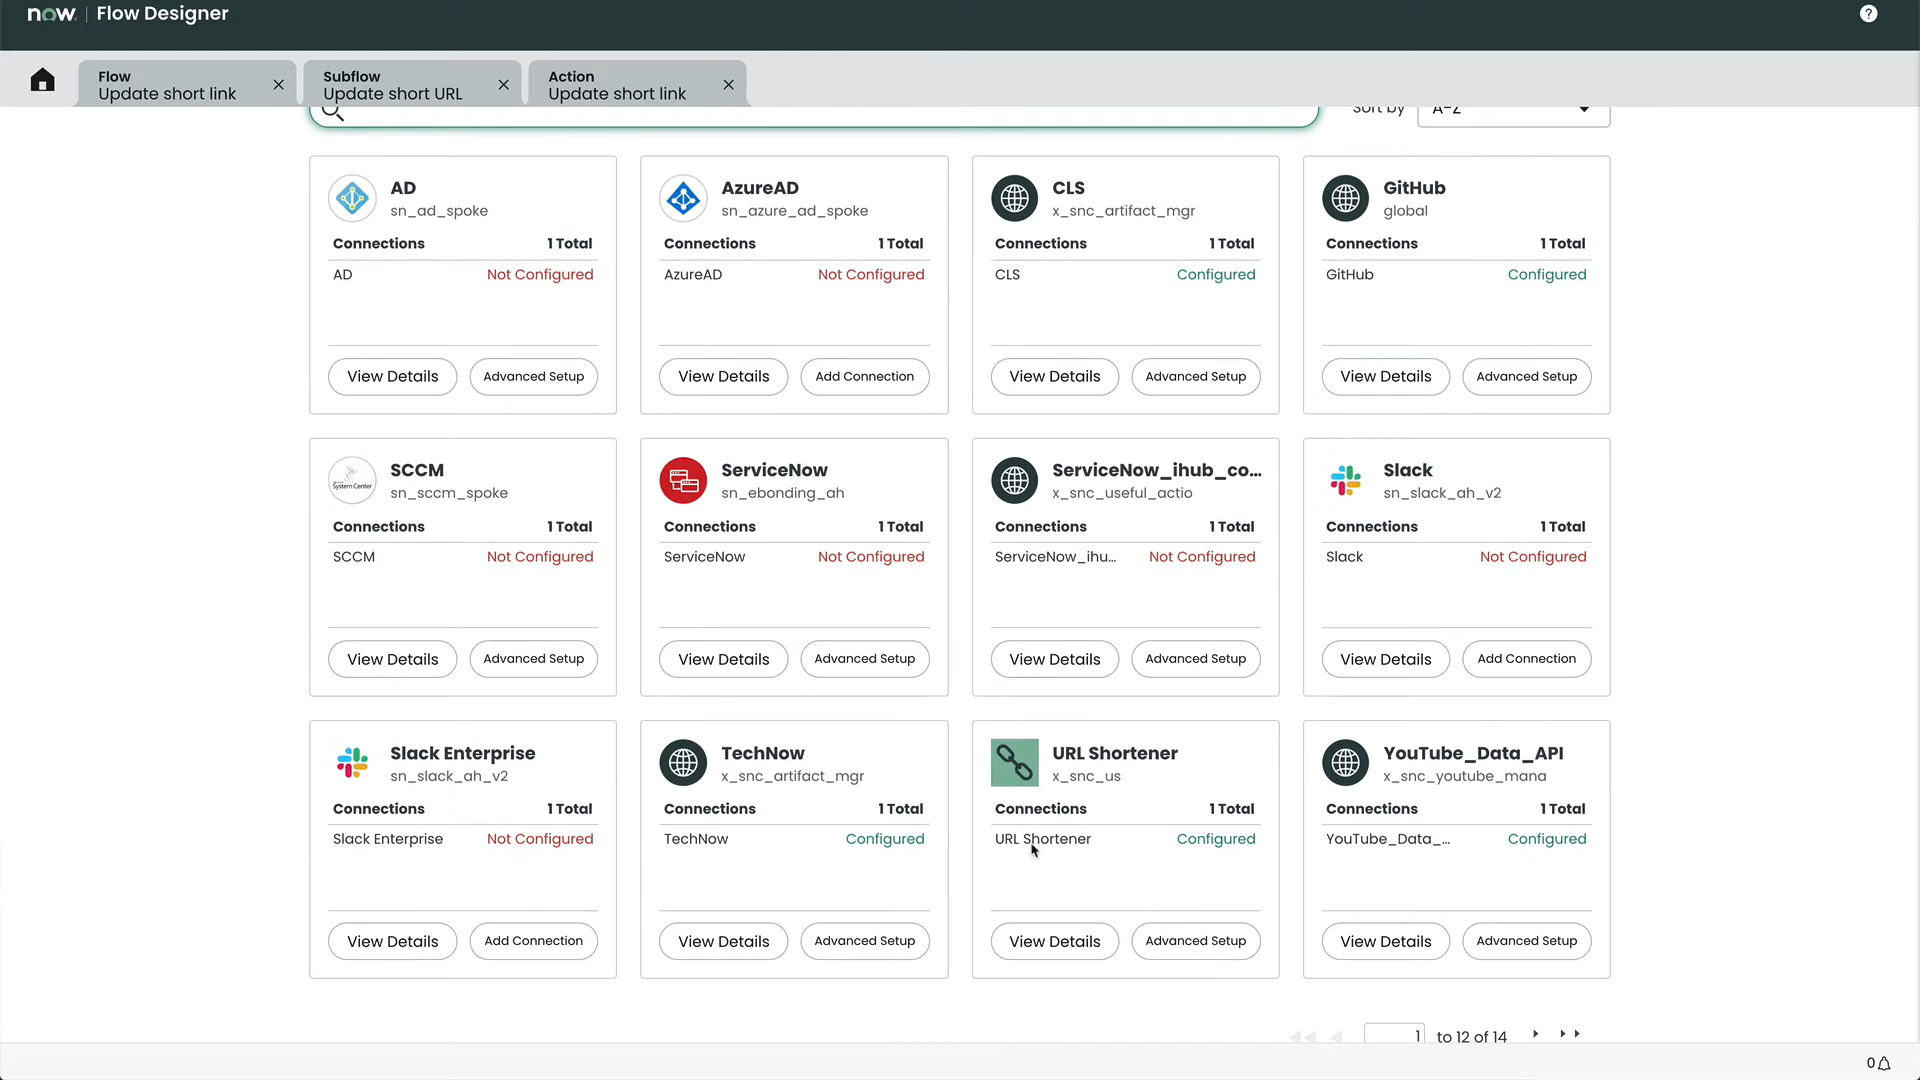 now | Flow Designer
?
Flow
Update short link
Subflow
Update short URL
Action
Update short link
Sort by
A-Z
AD
sn_ad_spoke
Connections 1 Total
AD Not Configured
View Details Advanced Setup
AzureAD
sn_azure_ad_spoke
Connections 1 Total
AzureAD Not Configured
View Details Add Connection
CLS
x_snc_artifact_mgr
Connections 1 Total
CLS Configured
View Details Advanced Setup
GitHub
global
Connections 1 Total
GitHub Configured
View Details Advanced Setup
System Center
SCCM
sn_sccm_spoke
Connections 1 Total
SCCM Not Configured
View Details Advanced Setup
ServiceNow
sn_ebonding_ah
Connections 1 Total
ServiceNow Not Configured
View Details Advanced Setup
ServiceNow_ihub_co...
x_snc_useful_actio
Connections 1 Total
ServiceNow_ihu... Not Configured
View Details Advanced Setup
Slack
sn_slack_ah_v2
Connections 1 Total
Slack Not Configured
View Details Add Connection
Slack Enterprise
sn_slack_ah_v2
Connections 1 Total
Slack Enterprise Not Configured
View Details Add Connection
TechNow
x_snc_artifact_mgr
Connections 1 Total
TechNow Configured
View Details Advanced Setup
URL Shortener
x_snc_us
Connections 1 Total
URL Shortener Configured
View Details Advanced Setup
YouTube_Data_API
x_snc_youtube_mana
Connections 1 Total
YouTube_Data_... Configured
View Details Advanced Setup
1 to 12 of 14
0